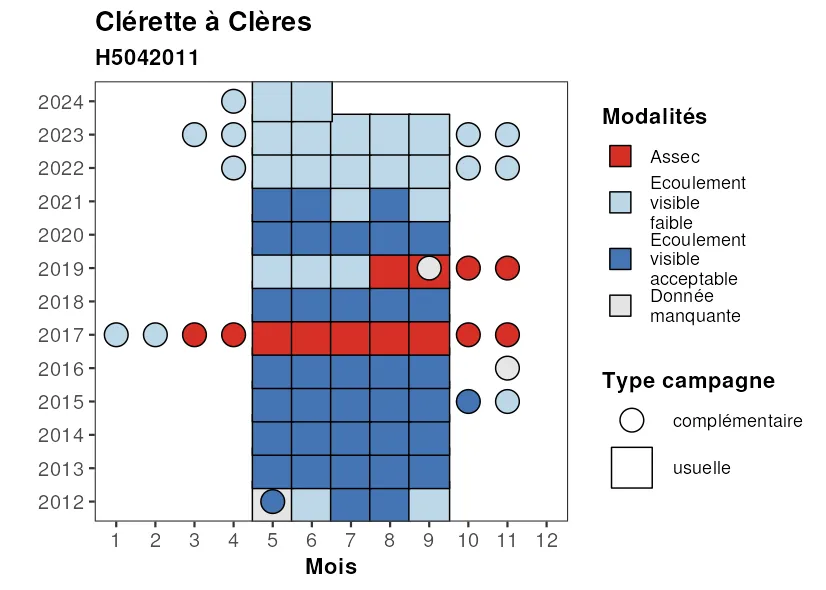 Clérette à Clères
H5042011
2024
2023
2022
2021
2020
2019
2018
2017
2016
2015
2014
2013
2012
1 2 3 4 5 6 7 8 9 10 11 12
Mois
Modalités
Assec
Ecoulement
visible
faible
Ecoulement
visible
acceptable
Donnée
manquante
Type campagne
complémentaire
usuelle